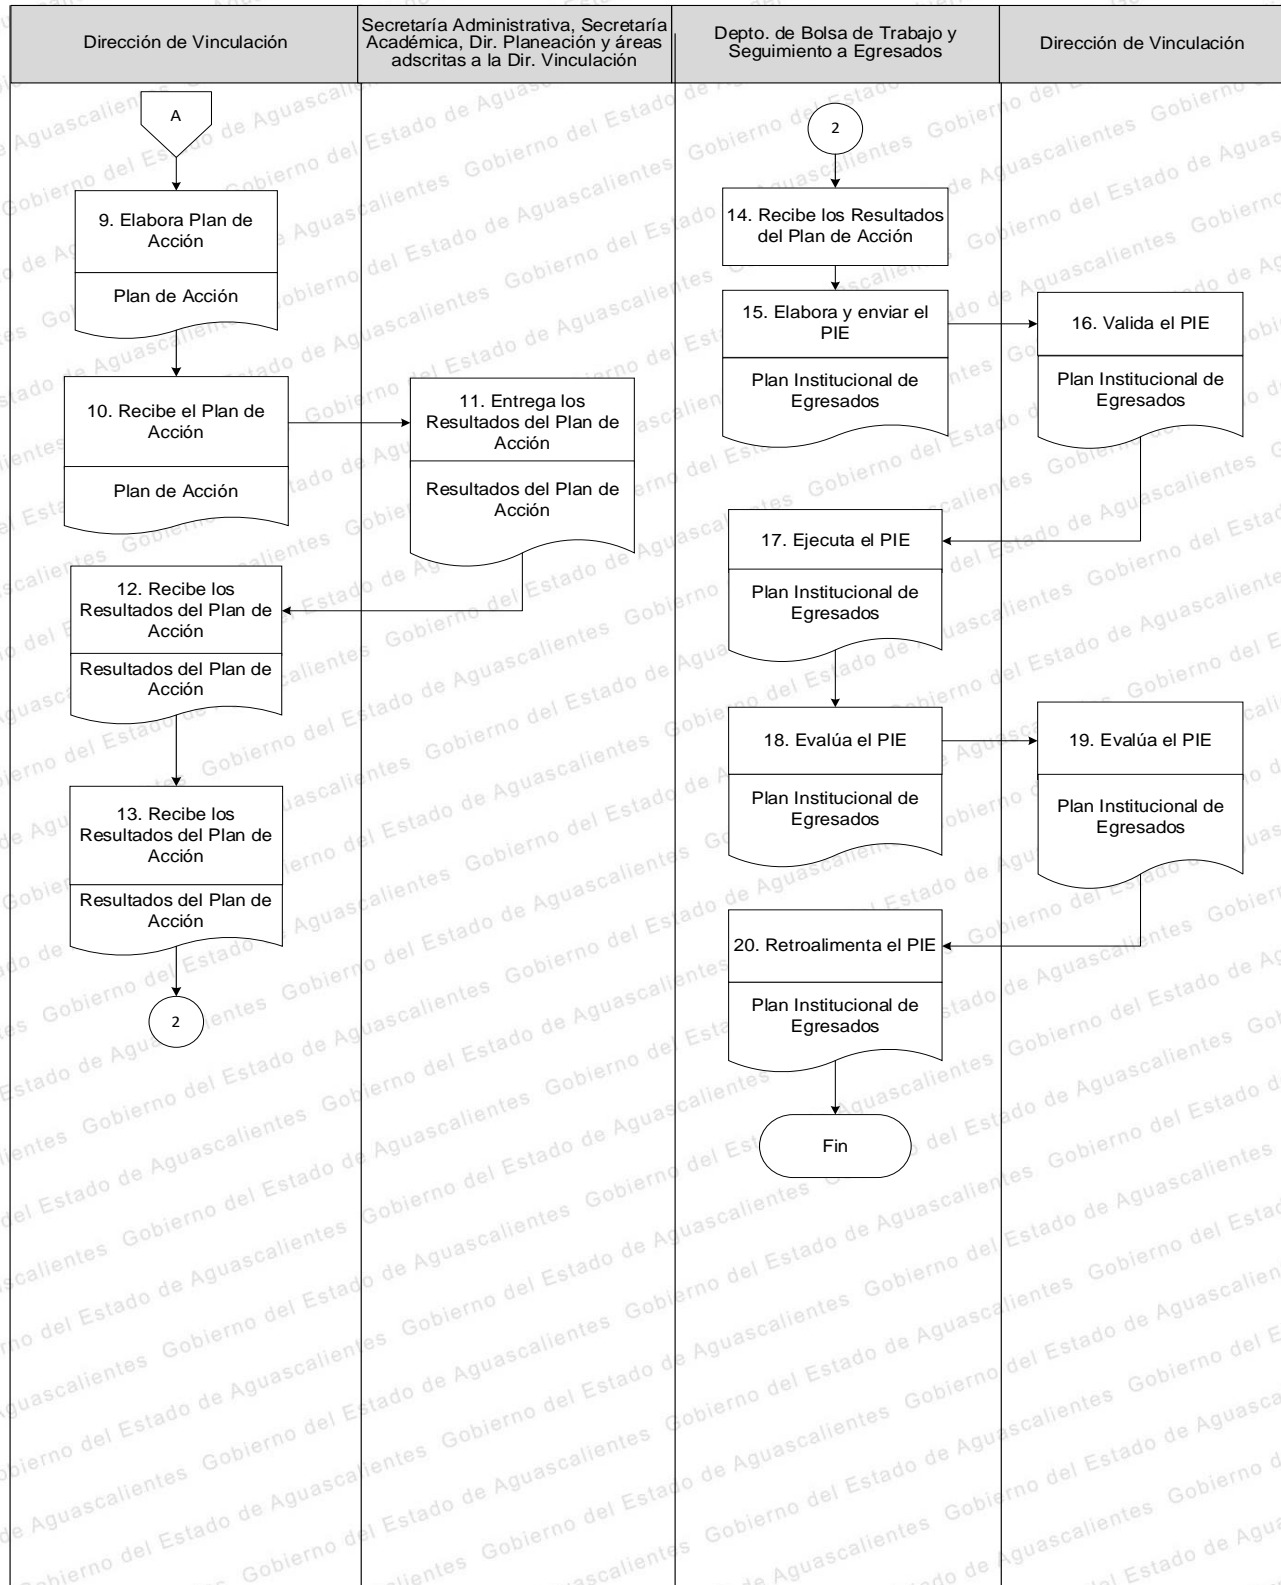 Dirección de Vinculación
Secretaría Administrativa, Secretaría
Académica, Dir. Planeación y áreas
adscritas a la Dir. Vinculación
Depto. de Bolsa de Trabajo y
Seguimiento a Egresados
Dirección de Vinculación
A
9. Elabora Plan de
Acción
Plan de Acción
10. Recibe el Plan de
Acción
Plan de Acción
11. Entrega los
Resultados del Plan de
Acción
Resultados del Plan de
Acción
12. Recibe los
Resultados del Plan de
Acción
Resultados del Plan de
Acción
13. Recibe los
Resultados del Plan de
Acción
Resultados del Plan de
Acción
2
2
14. Recibe los Resultados
del Plan de Acción
15. Elabora y enviar el
PIE
Plan Institucional de
Egresados
16. Valida el PIE
Plan Institucional de
Egresados
17. Ejecuta el PIE
Plan Institucional de
Egresados
18. Evalúa el PIE
Plan Institucional de
Egresados
19. Evalúa el PIE
Plan Institucional de
Egresados
20. Retroalimenta el PIE
Plan Institucional de
Egresados
Fin
Gobierno del Estado de Aguascalientes